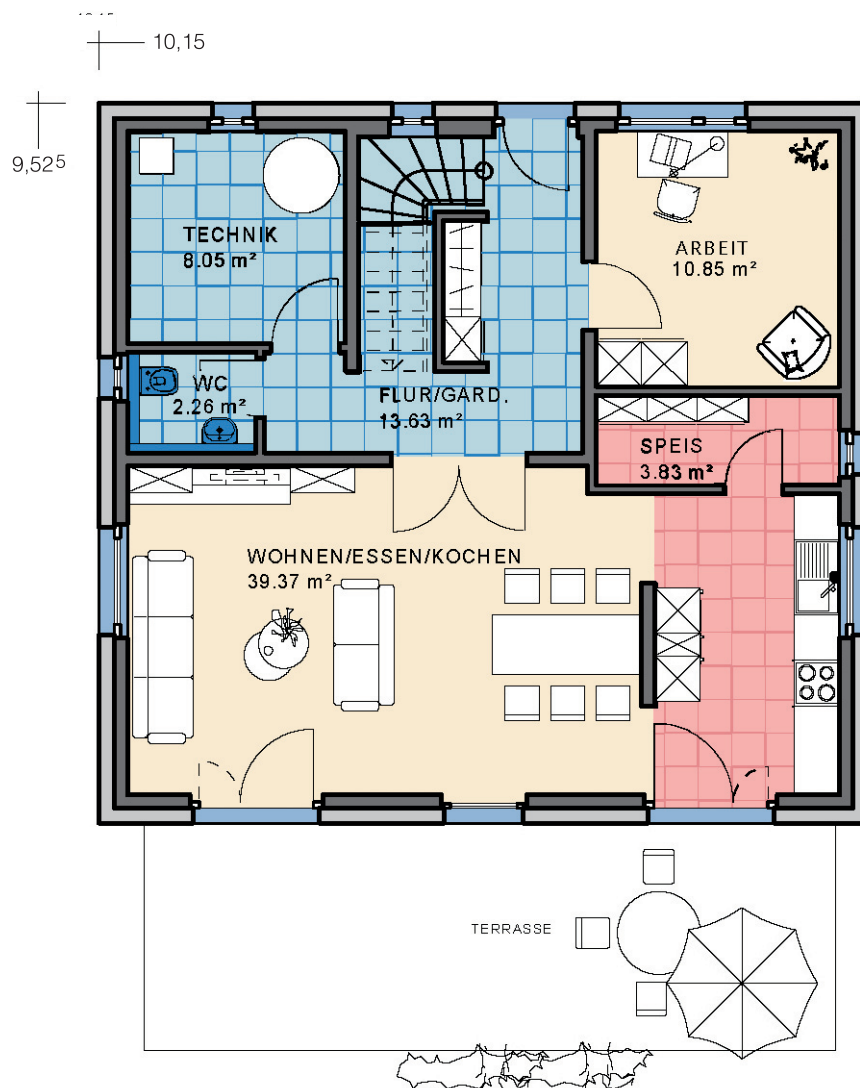 10,15
9,525
TECHNIK
8.05 m²
ARBEIT
10.85 m²
WC
2.26 m²
FLUR/GARD.
13.63 m²
SPEIS
3.83 m²
WOHNEN/ESSEN/KOCHEN
39.37 m²
TERRASSE